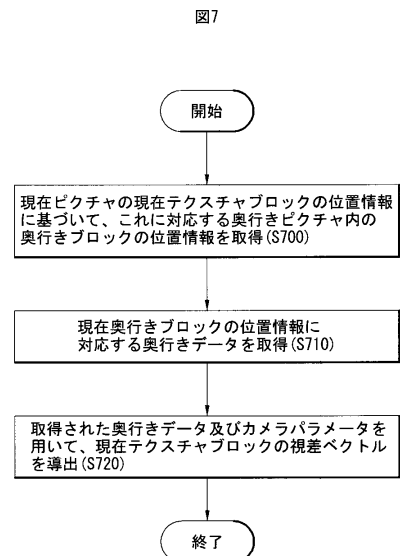 図7
開始
現在ピクチャの現在テクスチャブロックの位置情報
に基づいて、これに対応する奥行きピクチャ内の
奥行きブロックの位置情報を取得(S700)
現在奥行きブロックの位置情報に
対応する奥行きデータを取得(S710)
取得された奥行きデータ及びカメラパラメータを
用いて、現在テクスチャブロックの視差ベクトル
を導出(S720)
終了